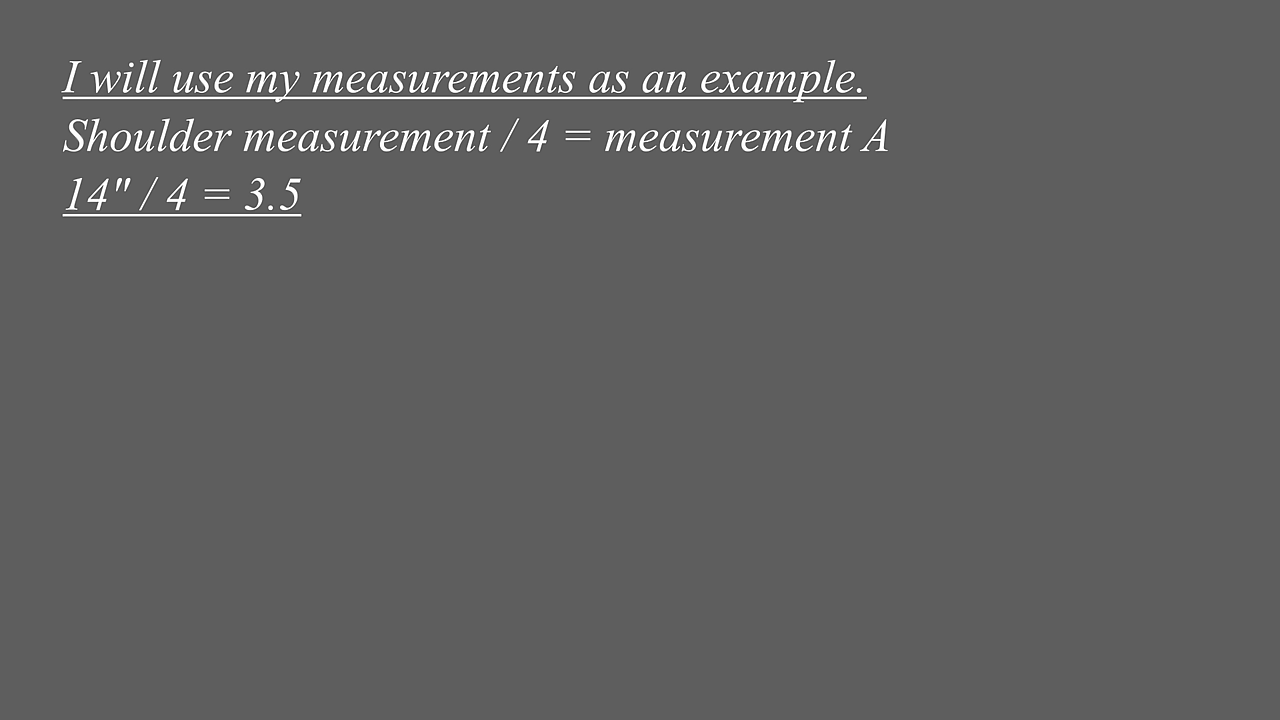 I will use my measurements as an example.
Shoulder measurement / 4 = measurement A
14" / 4 = 3.5